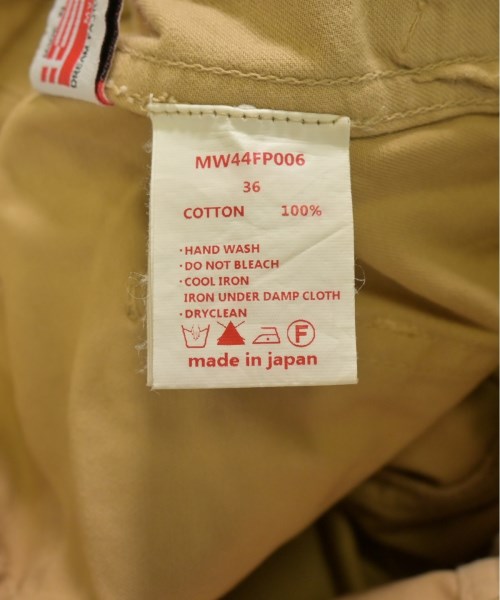 DREAM
MW44FP006
36
COTTON 100%
·HAND WASH
·DO NOT BLEACH
·COOL IRON
IRON UNDER DAMP CLOTH
·DRYCLEAN
F
made in japan